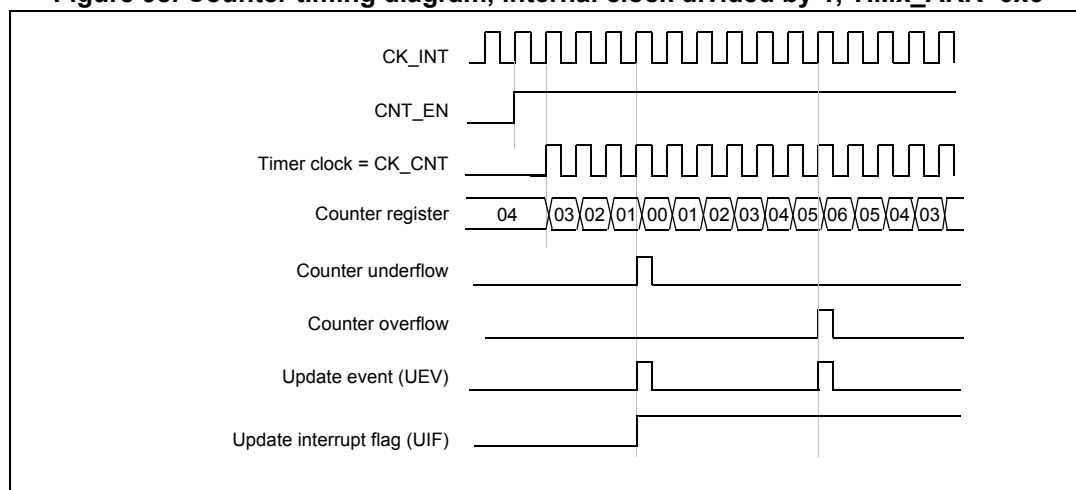 CK_INT
CNT_EN
Timer clock = CK_CNT
Counter register 04 03 02 01 00 01 02 03 04 05 06 05 04 03
Counter underflow
Counter overflow
Update event (UEV)
Update interrupt flag (UIF)